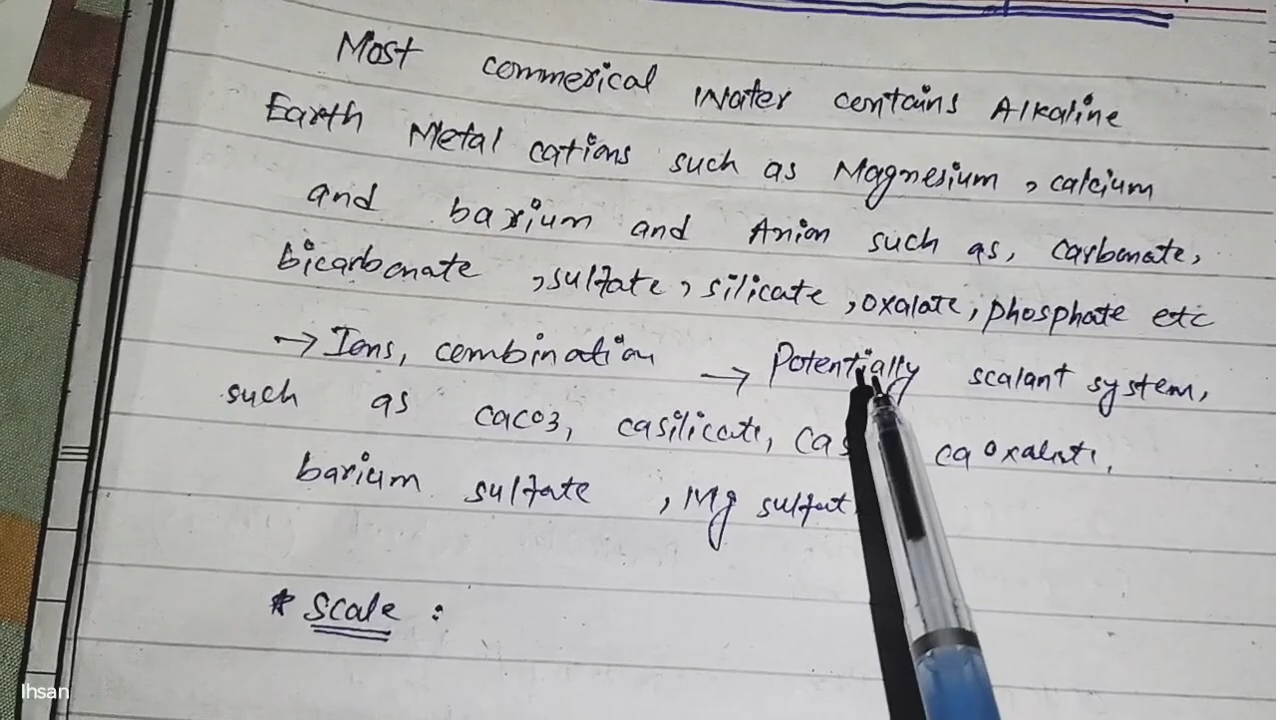 Most commerical Water contains Alkaline
Earth Metal cations such as Magnesium, calcium
and barium and Anion such as, carbonate,
bicarbonate, sulfate, silicate, oxalate, phosphate etc
→ Ions, combination → Potentially scalant system,
such as caco3, casilicate, ca oxalate,
barium sulfate, Mg sulfat
* Scale :
Ihsan